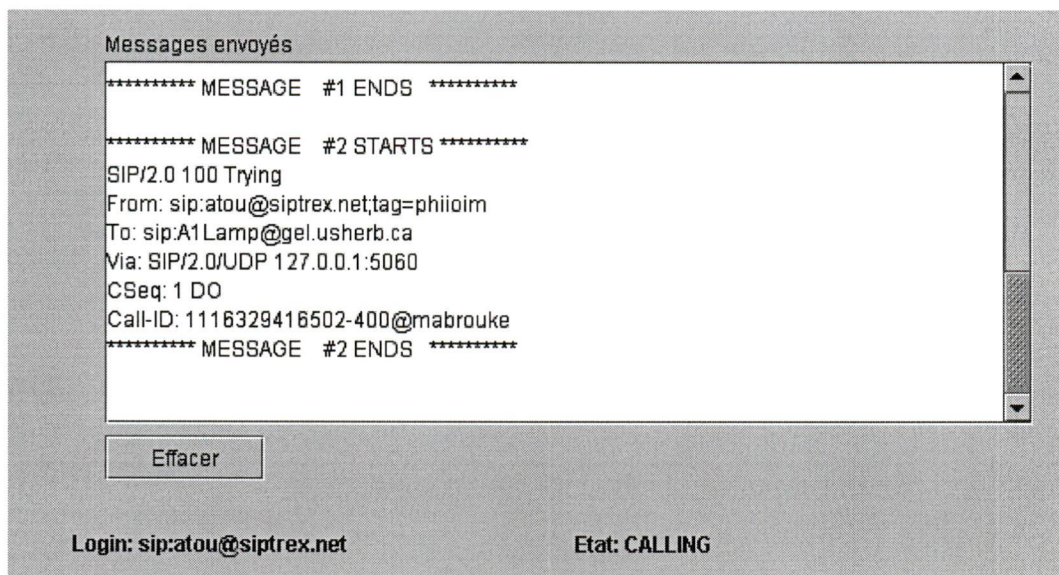 Messages envoyés
********** MESSAGE #1 ENDS **********
********** MESSAGE #2 STARTS **********
SIP/2.0 100 Trying
From: sip:atou@siptrex.net;tag=phiioim
To: sip:A1Lamp@gel.usherb.ca
Via: SIP/2.0/UDP 127.0.0.1:5060
CSeq: 1 DO
Call-ID: 1116329416502-400@mabrouke
********** MESSAGE #2 ENDS **********
Effacer
Login: sip:atou@siptrex.net Etat: CALLING